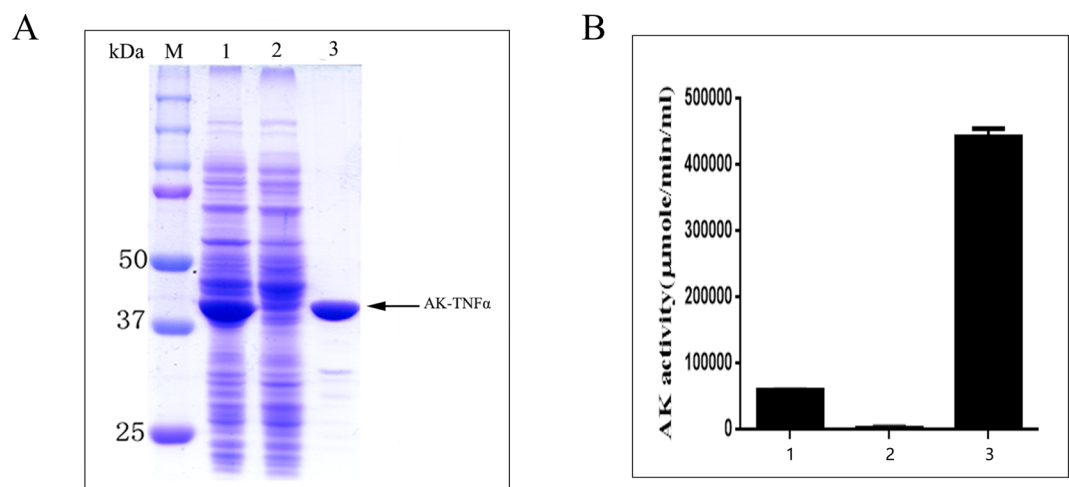 A
kDa M 1 2 3
50
37
25
AK-TNFα
B
AK activity(μmole/min/ml)
500000
400000
300000
200000
100000
0
1 2 3